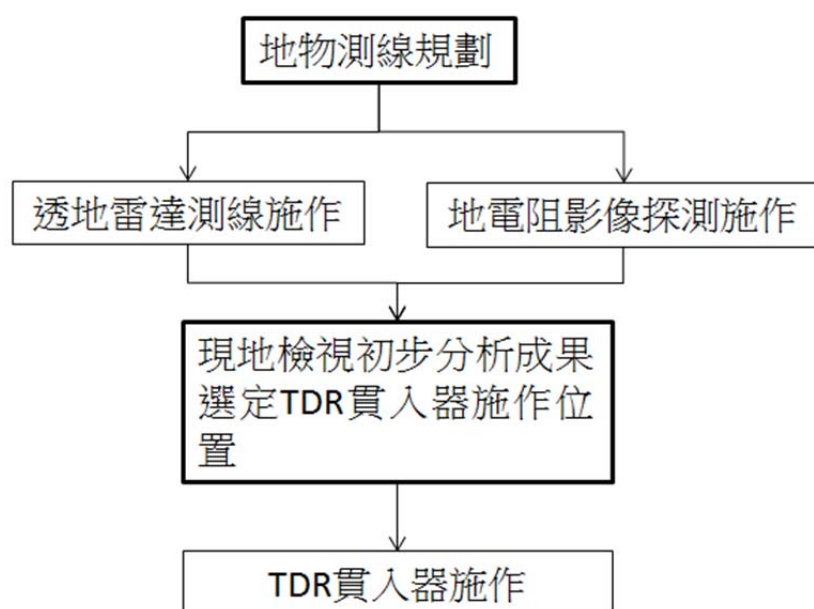 地物測線規劃
透地雷達測線施作
地電阻影像探測施作
現地檢視初步分析成果
選定TDR貫入器施作位
置
TDR貫入器施作